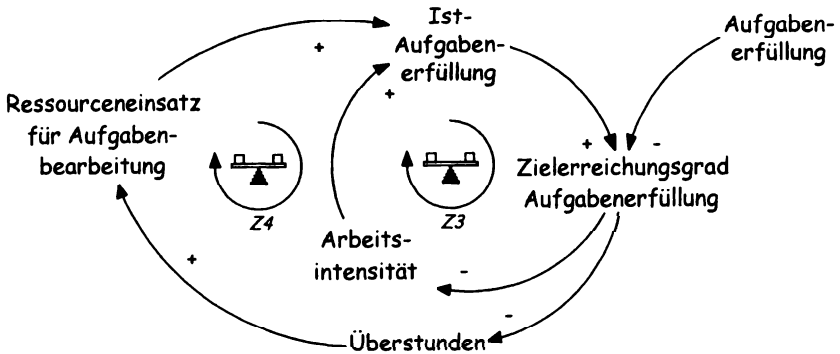 Ist-
Aufgaben-
erfüllung
Aufgaben-
erfüllung
+
+
Ressourceneinsatz
für Aufgaben-
bearbeitung
+
-
Zielerreichungsgrad
Aufgabenerfüllung
Z4
Z3
Arbeits-
intensität
+
-
-
Überstunden